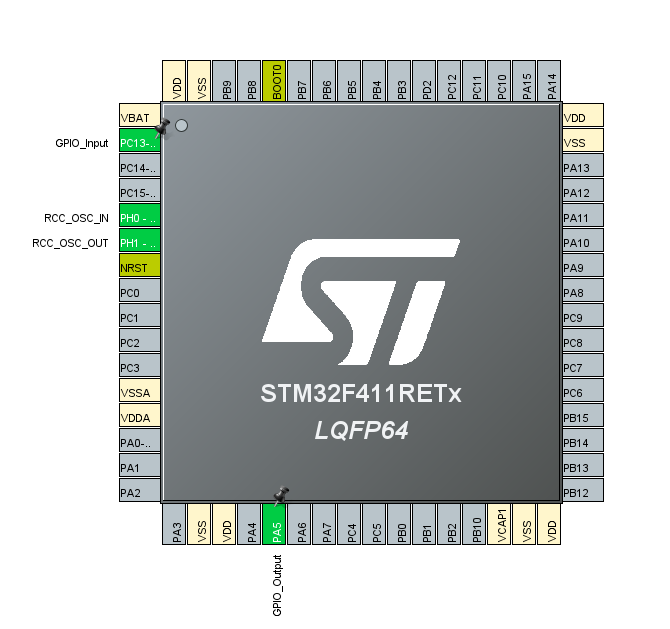 VDD
VSS
PB9
PB8
BOOT0
PB7
PB6
PB5
PB4
PB3
PD2
PC12
PC11
PC10
PA15
PA14
VBAT
GPIO_Input PC13-..
PC14-..
PC15-..
RCC_OSC_IN PH0 - ..
RCC_OSC_OUT PH1 - ..
NRST
PC0
PC1
PC2
PC3
VSSA
VDDA
PA0-..
PA1
PA2
ST
STM32F411RETx
LQFP64
VDD
VSS
PA13
PA12
PA11
PA10
PA9
PA8
PC9
PC8
PC7
PC6
PB15
PB14
PB13
PB12
PA3
VSS
VDD
PA4
PA5
PA6
PA7
PC4
PC5
PB0
PB1
PB2
PB10
VCAP1
VSS
VDD
GPIO_Output